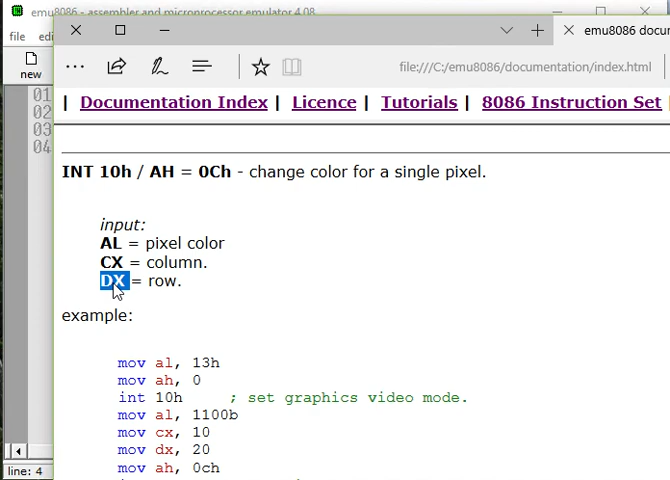 emu8086 - assembler and microprocessor emulator 4.08
file edi
emu8086 docu
new
file:///C:/emu8086/documentation/index.html
| Documentation Index | Licence | Tutorials | 8086 Instruction Set
01
02
03
04
INT 10h / AH = 0Ch - change color for a single pixel.
input:
AL = pixel color
CX = column.
DX = row.
example:
mov al, 13h
mov ah, 0
int 10h ; set graphics video mode.
mov al, 1100b
mov cx, 10
mov dx, 20
mov ah, 0ch
line: 4